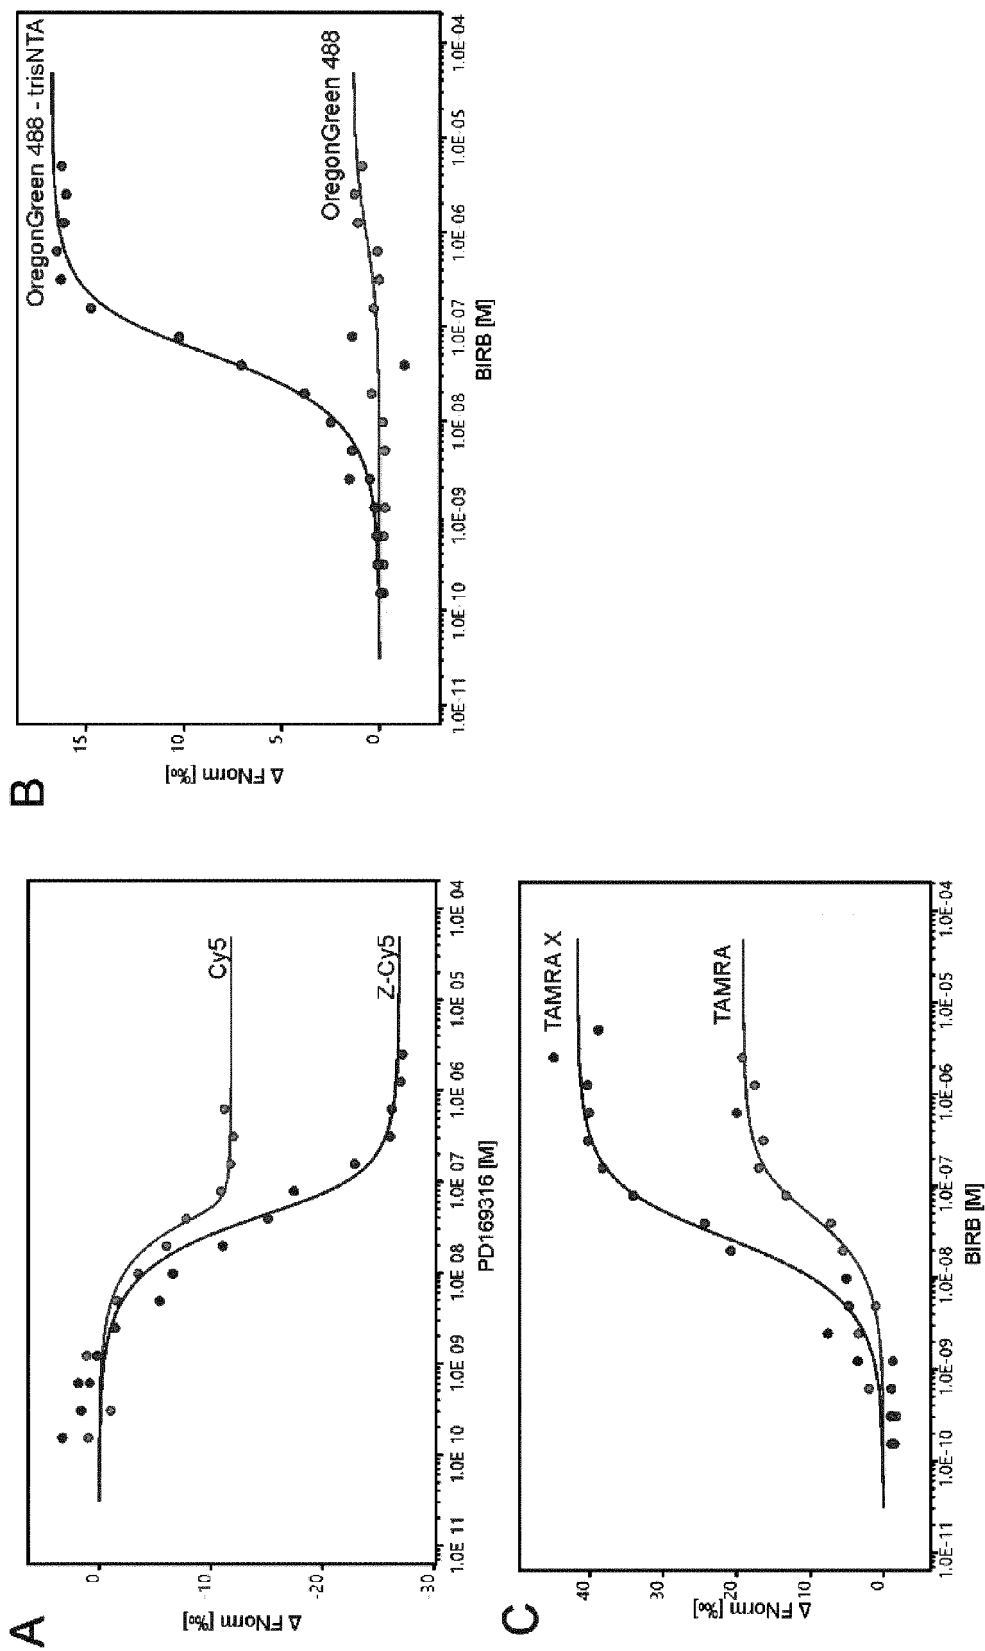 A
0
-10
-20
-30
Δ FNorm [‰]
Cy5
Z-Cy5
1.0E 11
1.0E 10
1.0E 09
1.0E 08
1.0E 07
1.0E 06
1.0E 05
1.0E 04
PD169316 [M]
B
15
10
5
0
Δ FNorm [‰]
OregonGreen 488 - trisNTA
OregonGreen 488
1.0E-11
1.0E-10
1.0E-09
1.0E-08
1.0E-07
1.0E-06
1.0E-05
1.0E-04
BIRB [M]
C
40
30
20
10
0
Δ FNorm [‰]
TAMRA X
TAMRA
1.0E-11
1.0E-10
1.0E-09
1.0E-08
1.0E-07
1.0E-06
1.0E-05
1.0E-04
BIRB [M]